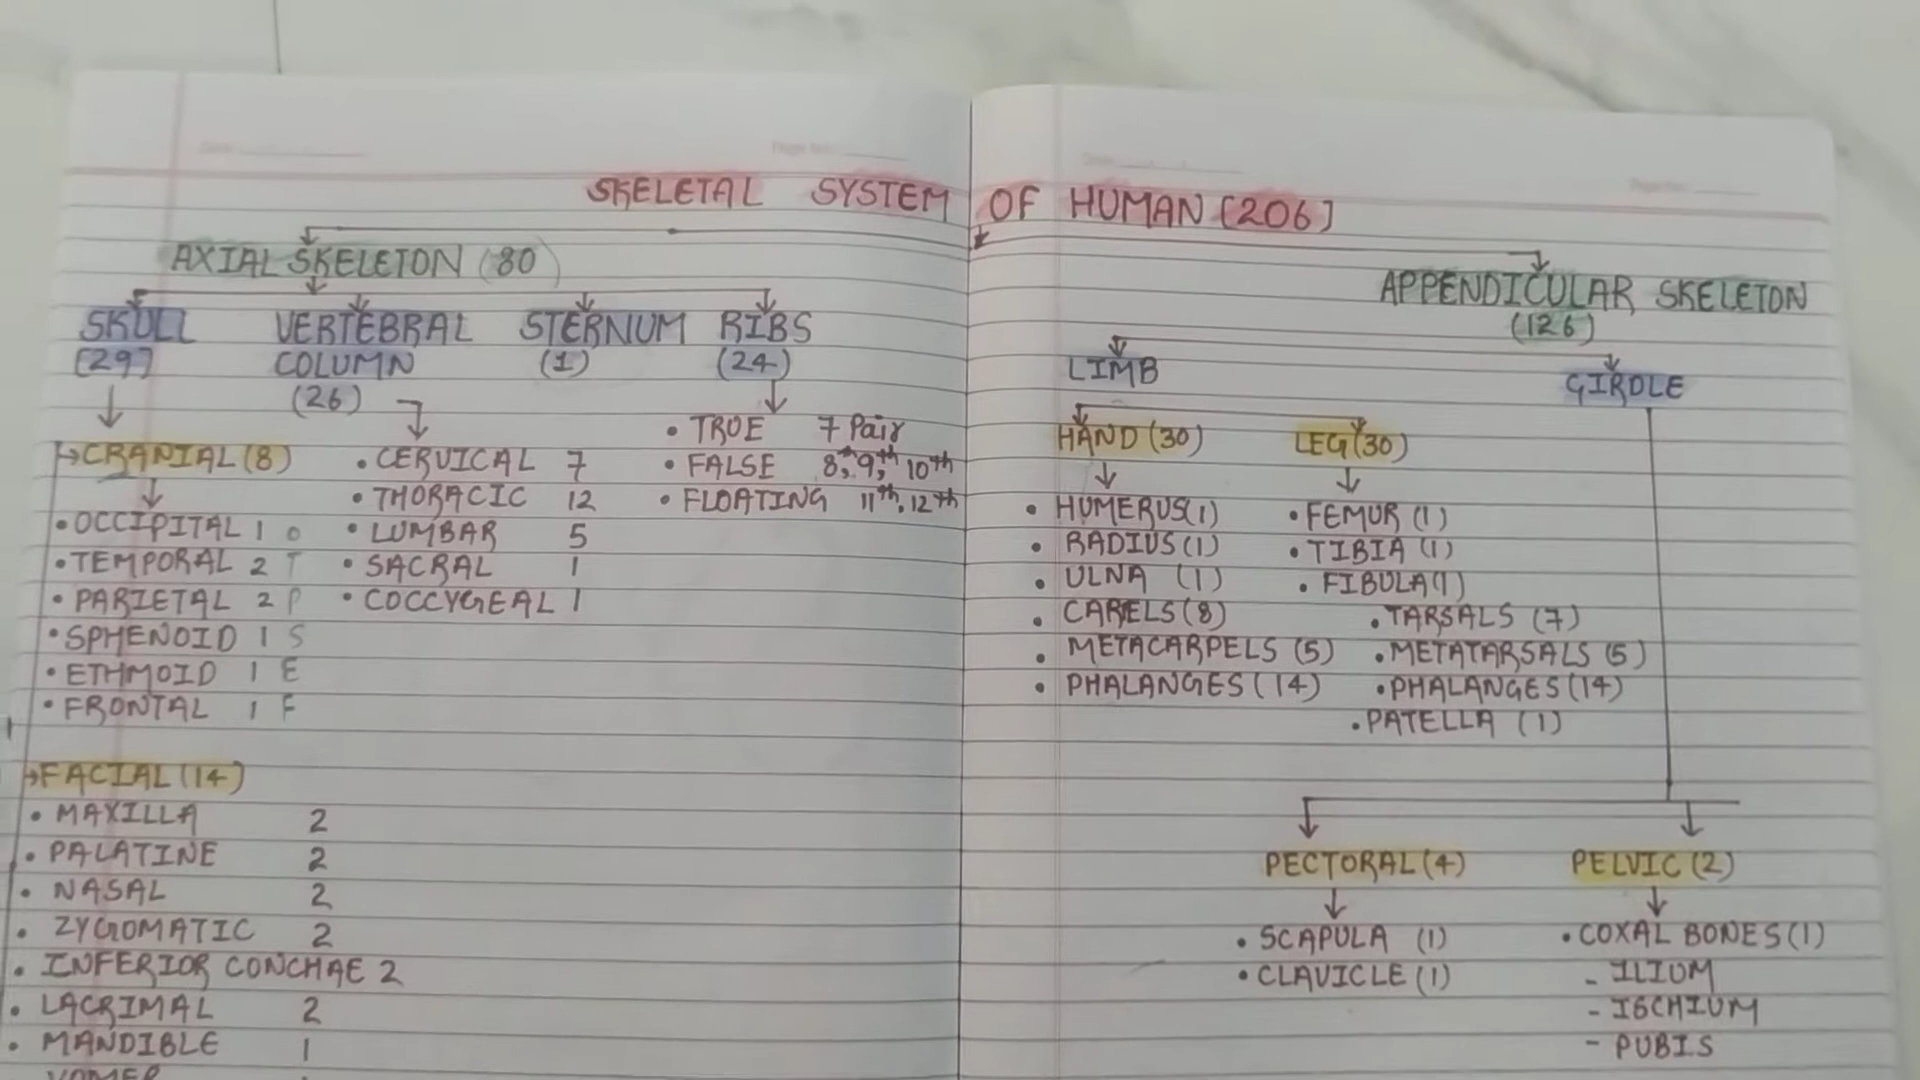 SKELETAL SYSTEM OF HUMAN (206)
AXIAL SKELETON (80)
SKULL
(29)
VERTEBRAL
COLUMN
(26)
STERNIUM
(1)
RIBS
(24)
→CRANIAL (8)
•OCCIPITAL 1 O
•TEMPORAL 2 T
•PARIETAL 2 P
•SPHENOID 1 S
•ETHMOID 1 E
•FRONTAL 1 F
•CERVICAL 7
•THORACIC 12
•LUMBAR 5
•SACRAL 1
•COCCYGEAL 1
•TRUE 7 Pair
•FALSE 8th, 9th, 10th
•FLOATING 11th, 12th
→FACIAL (14)
•MAXILLA 2
•PALATINE 2
•NASAL 2
•ZYGOMATIC 2
•INFERIOR CONCHAE 2
•LACRIMAL 2
•MANDIBLE 1
VOMER
APPENDICULAR SKELETON
(126)
LIMB
GIRDLE
HAND (30)
•HUMERUS (1)
•RADIUS (1)
•ULNA (1)
•CARELS (8)
•METACARPELS (5)
•PHALANGES (14)
LEG (30)
•FEMUR (1)
•TIBIA (1)
•FIBULA (1)
•TARSALS (7)
•METATARSALS (5)
•PHALANGES (14)
•PATELLA (1)
PECTORAL (4)
•SCAPULA (1)
•CLAVICLE (1)
PELVIC (2)
•COXAL BONES (1)
- ILIUM
- ISCHIUM
- PUBIS